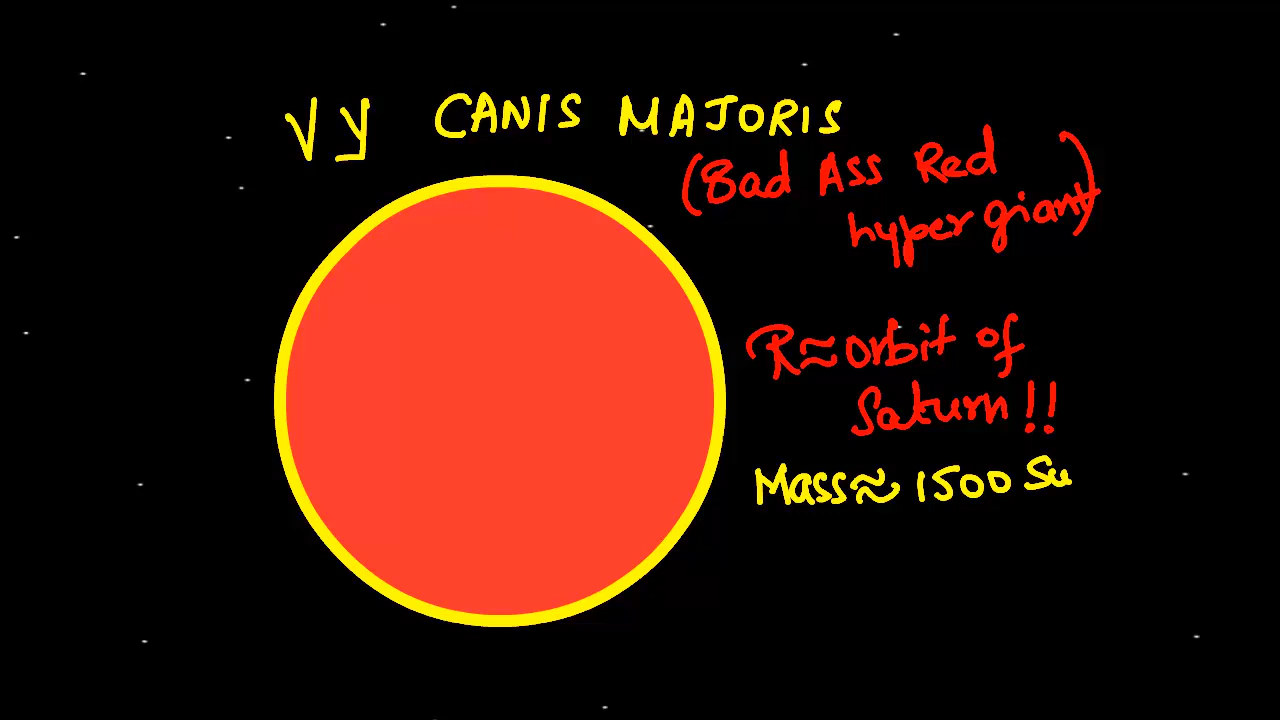 Vy CANIS MAJORIS
(Bad Ass Red
hyper giant)
R≈orbit of
Saturn!!
Mass≈ 1500 Su